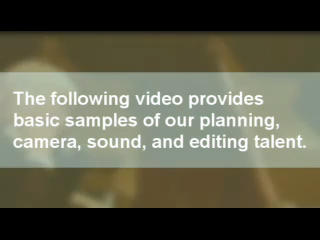 The following video provides
basic samples of our planning,
camera, sound, and editing talent.